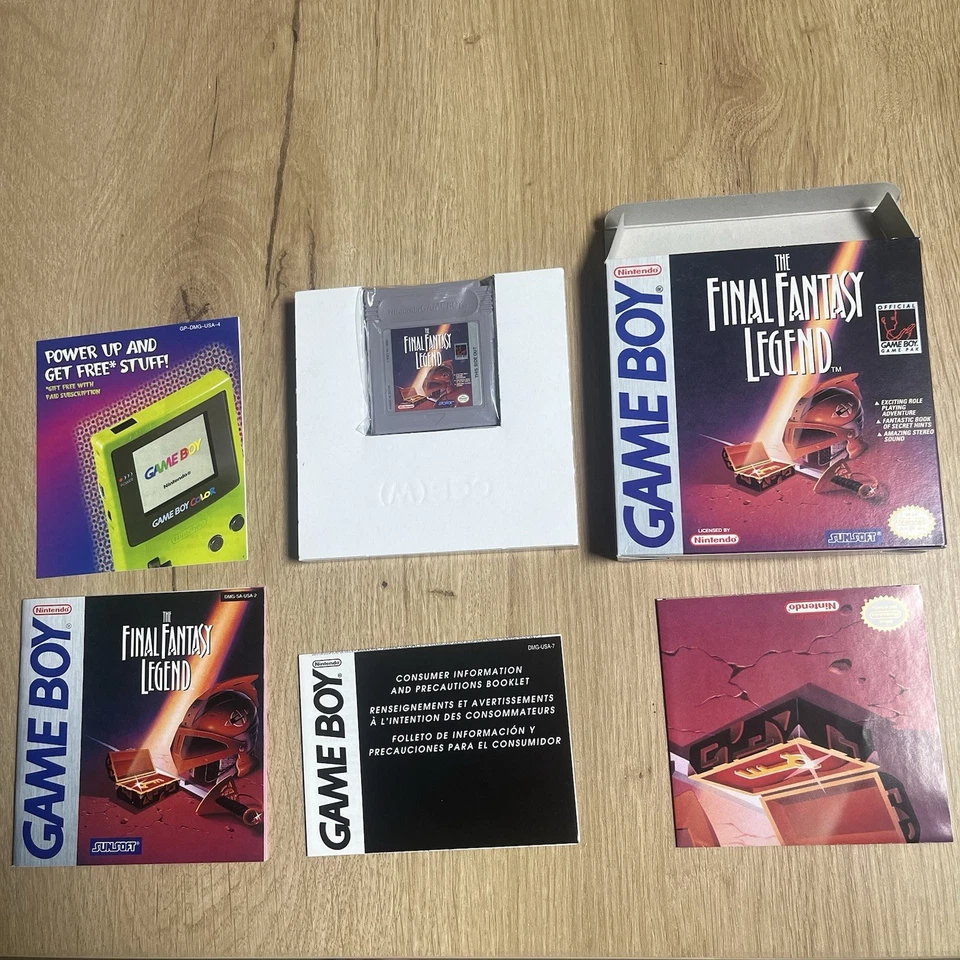 GP-DMG-USA-4
POWER UP AND
GET FREE* STUFF!
*GIFT FREE WITH
PAID SUBSCRIPTION
GAME BOY
Nintendo®
GAME BOY COLOR
THE
FINAL FANTASY
LEGEND
Nintendo
GAME BOY®
THE
FINAL FANTASY
LEGEND™
OFFICIAL
GAME BOY
GAME PAK
EXCITING ROLE
PLAYING
ADVENTURE
FANTASTIC BOOK
OF SECRET HINTS
AMAZING STEREO
SOUND
LICENSED BY
Nintendo
SUNSOFT®
Nintendo
GAME BOY®
DMG-SA-USA-2
THE
FINAL FANTASY
LEGEND
SUNSOFT®
Nintendo
GAME BOY®
DMG-USA-7
CONSUMER INFORMATION
AND PRECAUTIONS BOOKLET
RENSEIGNEMENTS ET AVERTISSEMENTS
À L'INTENTION DES CONSOMMATEURS
FOLLETO DE INFORMACIÓN Y
PRECAUCIONES PARA EL CONSUMIDOR
Nintendo